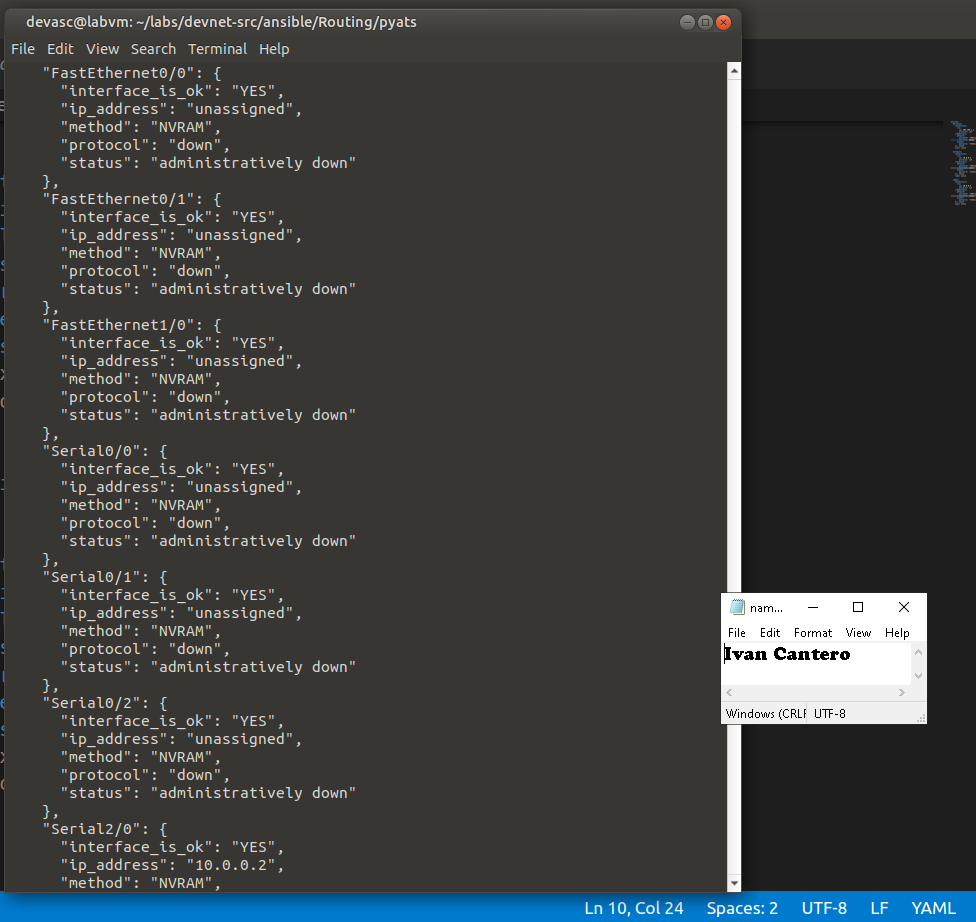 devasc@labvm: ~/labs/devnet-src/ansible/Routing/pyats
File Edit View Search Terminal Help
"FastEthernet0/0": {
"interface_is_ok": "YES",
"ip_address": "unassigned",
"method": "NVRAM",
"protocol": "down",
"status": "administratively down"
},
"FastEthernet0/1": {
"interface_is_ok": "YES",
"ip_address": "unassigned",
"method": "NVRAM",
"protocol": "down",
"status": "administratively down"
},
"FastEthernet1/0": {
"interface_is_ok": "YES",
"ip_address": "unassigned",
"method": "NVRAM",
"protocol": "down",
"status": "administratively down"
},
"Serial0/0": {
"interface_is_ok": "YES",
"ip_address": "unassigned",
"method": "NVRAM",
"protocol": "down",
"status": "administratively down"
},
"Serial0/1": {
"interface_is_ok": "YES",
"ip_address": "unassigned",
"method": "NVRAM",
"protocol": "down",
"status": "administratively down"
},
"Serial0/2": {
"interface_is_ok": "YES",
"ip_address": "unassigned",
"method": "NVRAM",
"protocol": "down",
"status": "administratively down"
},
"Serial2/0": {
"interface_is_ok": "YES",
"ip_address": "10.0.0.2",
"method": "NVRAM",
nam...
File Edit Format View Help
Ivan Cantero
Windows (CRLF UTF-8
Ln 10, Col 24 Spaces: 2 UTF-8 LF YAML